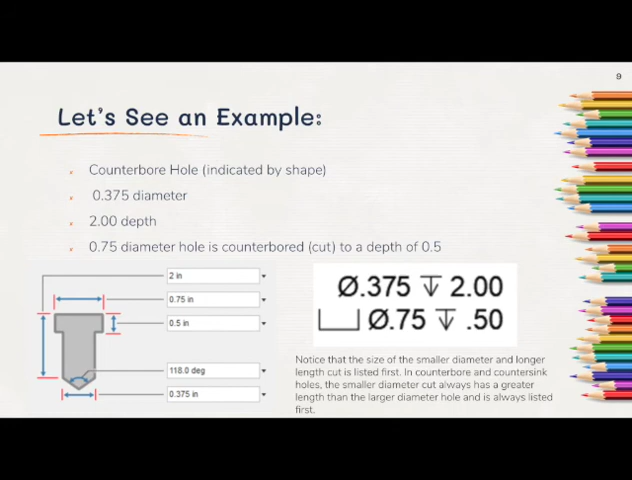 9
Let's See an Example:
Counterbore Hole (indicated by shape)
0.375 diameter
2.00 depth
0.75 diameter hole is counterbored (cut) to a depth of 0.5
2 in
0.75 in
0.5 in
118.0 deg
0.375 in
Ø.375 ↧ 2.00
⌴ Ø.75 ↧ .50
Notice that the size of the smaller diameter and longer
length cut is listed first. In counterbore and countersink
holes, the smaller diameter cut always has a greater
length than the larger diameter hole and is always listed
first.